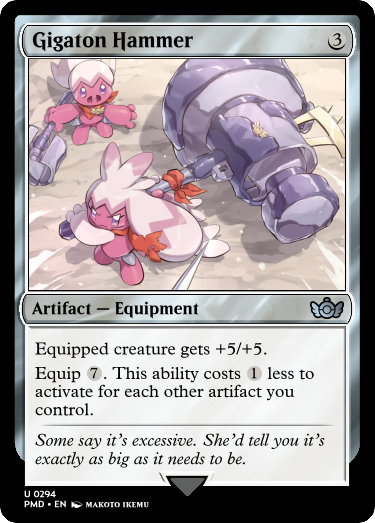 Gigaton Hammer 3
Artifact — Equipment
Equipped creature gets +5/+5.
Equip 7. This ability costs 1 less to
activate for each other artifact you
control.
Some say it's excessive. She'd tell you it's
exactly as big as it needs to be.
U 0294
PMD • EN MAKOTO IKEMU